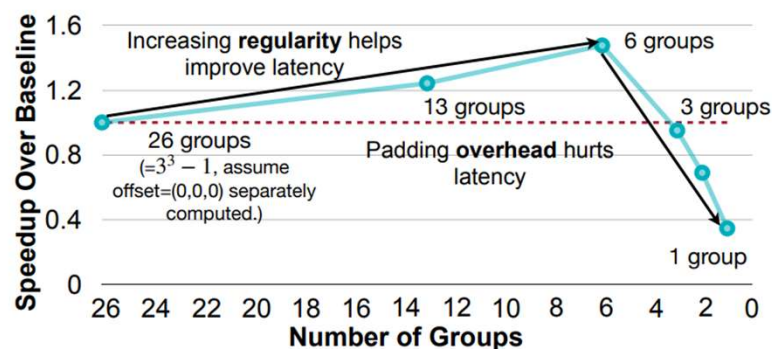 1.6
1.2
0.8
0.4
0
Speedup Over Baseline
Increasing regularity helps
improve latency
6 groups
13 groups
3 groups
26 groups
(=3³ − 1, assume
offset=(0,0,0) separately
computed.)
Padding overhead hurts
latency
1 group
26 24 22 20 18 16 14 12 10 8 6 4 2 0
Number of Groups